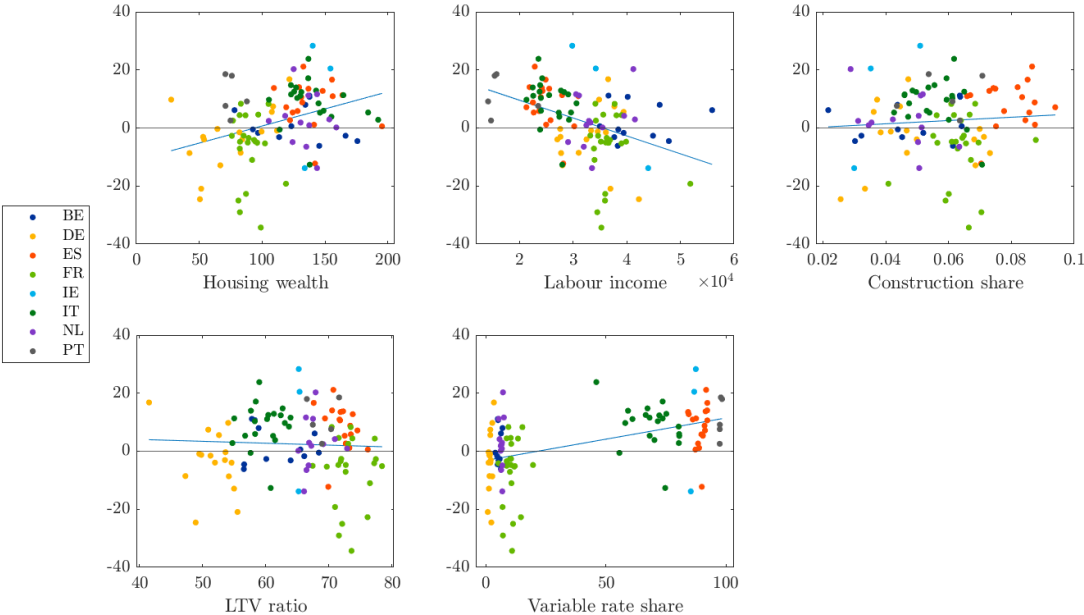 40
20
0
-20
-40
0 50 100 150 200
Housing wealth
40
20
0
-20
-40
2 3 4 5 6
Labour income ×10⁴
40
20
0
-20
-40
0.02 0.04 0.06 0.08 0.1
Construction share
BE
DE
ES
FR
IE
IT
NL
PT
40
20
0
-20
-40
40 50 60 70 80
LTV ratio
40
20
0
-20
-40
0 50 100
Variable rate share